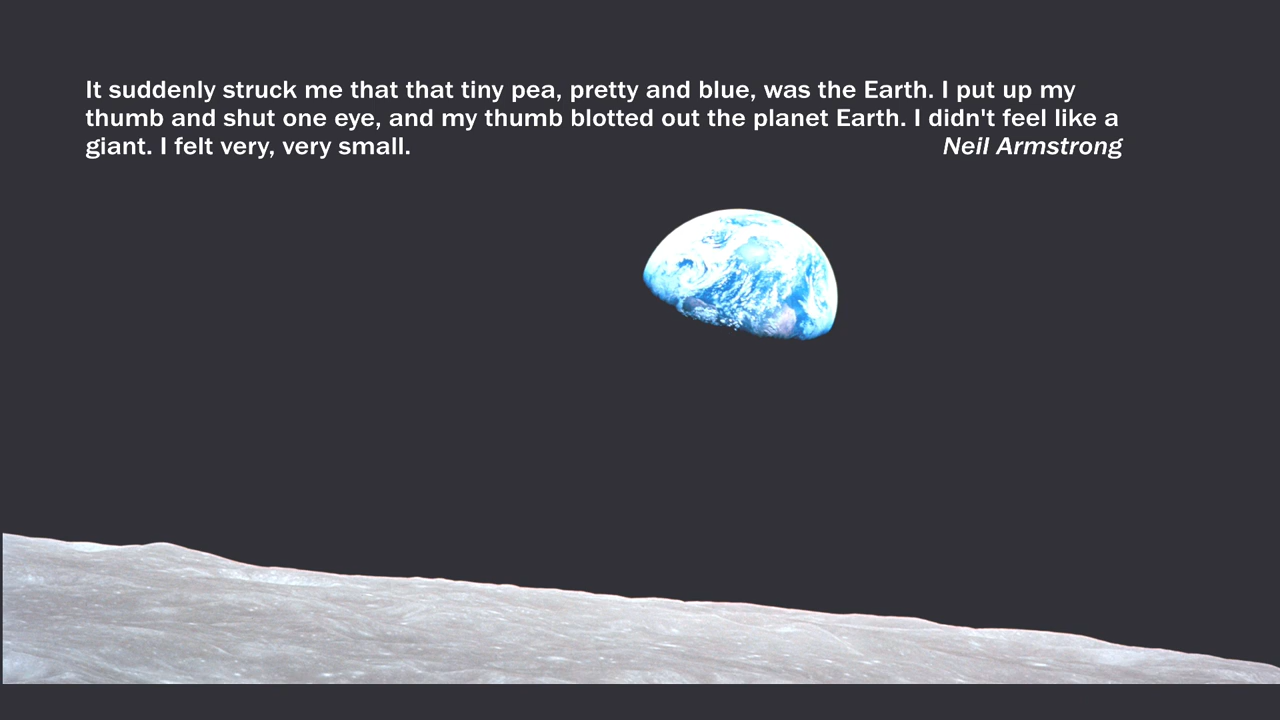 It suddenly struck me that that tiny pea, pretty and blue, was the Earth. I put up my
thumb and shut one eye, and my thumb blotted out the planet Earth. I didn't feel like a
giant. I felt very, very small. Neil Armstrong